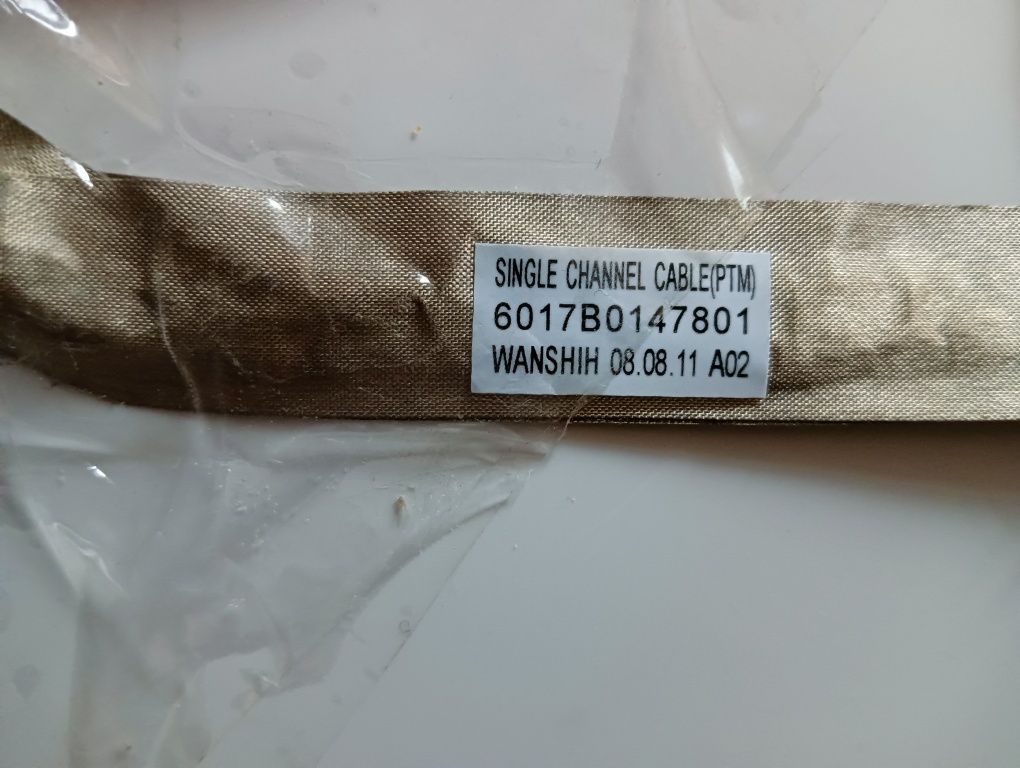 SINGLE CHANNEL CABLE(PTM)
6017B0147801
WANSHIH 08.08.11 A02